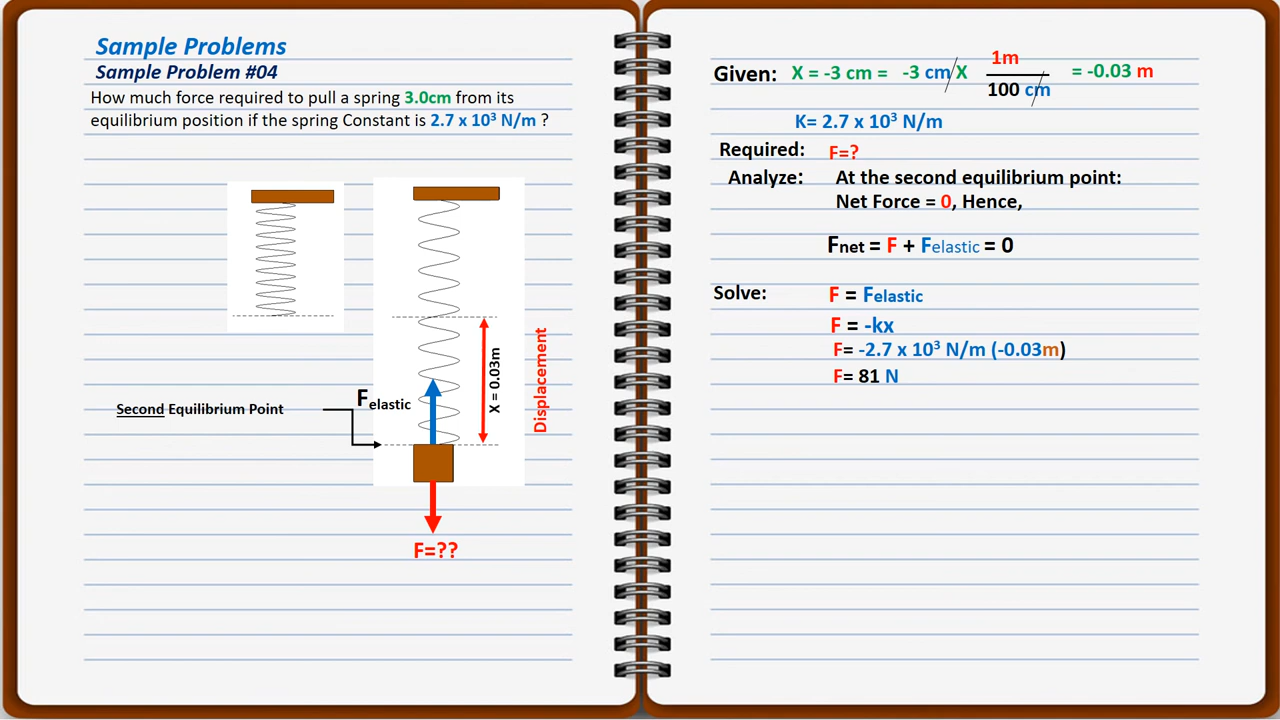 Sample Problems
Sample Problem #04
How much force required to pull a spring 3.0cm from its
equilibrium position if the spring Constant is 2.7 x 10³ N/m ?
Second Equilibrium Point
Felastic
X = 0.03m
Displacement
F=??
Given: X = -3 cm = -3 cm X 1m / 100 cm = -0.03 m
K= 2.7 x 10³ N/m
Required: F=?
Analyze: At the second equilibrium point:
Net Force = 0, Hence,
Fnet = F + Felastic = 0
Solve: F = Felastic
F = -kx
F= -2.7 x 10³ N/m (-0.03m)
F= 81 N